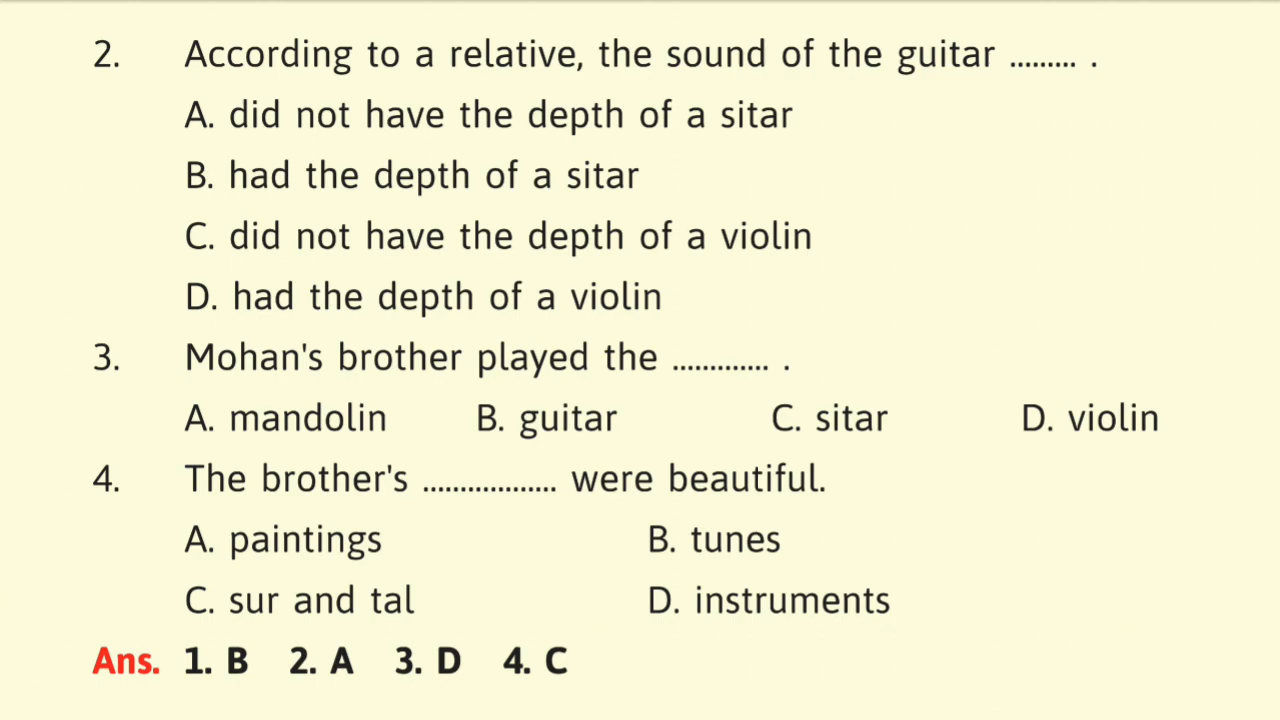 2. According to a relative, the sound of the guitar ......... .
A. did not have the depth of a sitar
B. had the depth of a sitar
C. did not have the depth of a violin
D. had the depth of a violin
3. Mohan's brother played the ............. .
A. mandolin B. guitar C. sitar D. violin
4. The brother's .................. were beautiful.
A. paintings B. tunes
C. sur and tal D. instruments
Ans. 1. B 2. A 3. D 4. C